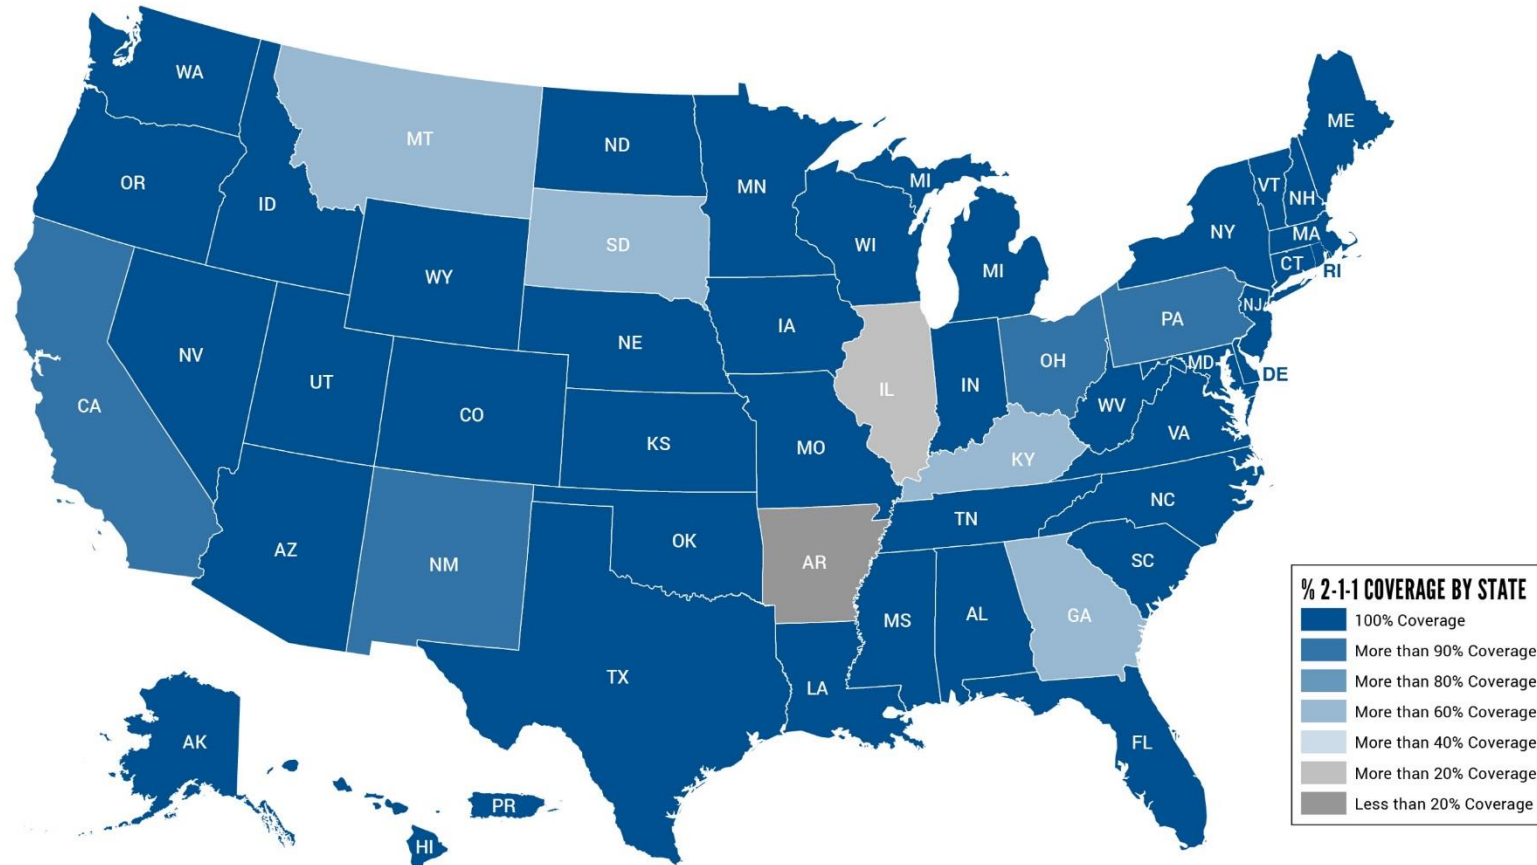 WA
MT
ND
ME
OR
ID
MN
MI
VT
NH
SD
WI
NY
MA
WY
MI
CT
RI
IA
NJ
NV
NE
PA
UT
OH
MD
DE
CA
CO
IL
IN
WV
KS
MO
VA
KY
NC
AZ
OK
TN
NM
AR
SC
MS
AL
GA
TX
LA
FL
AK
PR
HI
% 2-1-1 COVERAGE BY STATE
100% Coverage
More than 90% Coverage
More than 80% Coverage
More than 60% Coverage
More than 40% Coverage
More than 20% Coverage
Less than 20% Coverage